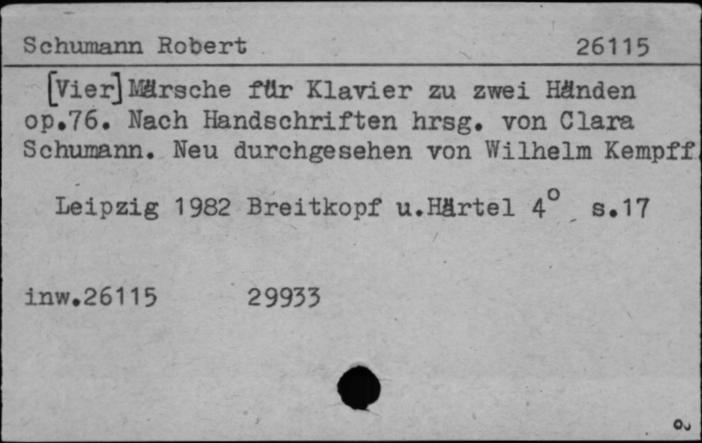 Schumann Robert 26115
[Vier] Märsche für Klavier zu zwei Händen
op.76. Nach Handschriften hrsg. von Clara
Schumann. Neu durchgesehen von Wilhelm Kempff.
Leipzig 1982 Breitkopf u.Härtel 4° s.17
inw.26115 29933